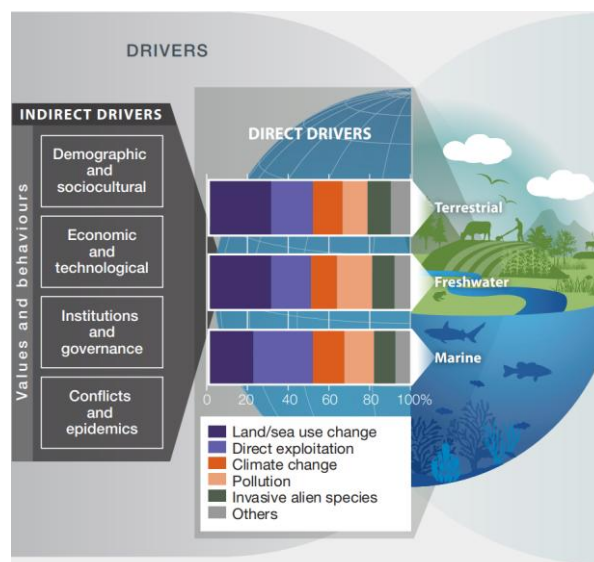 DRIVERS
INDIRECT DRIVERS
Values and behaviours
Demographic
and
sociocultural
Economic
and
technological
Institutions
and
governance
Conflicts
and
epidemics
DIRECT DRIVERS
Terrestrial
Freshwater
Marine
0 20 40 60 80 100%
Land/sea use change
Direct exploitation
Climate change
Pollution
Invasive alien species
Others